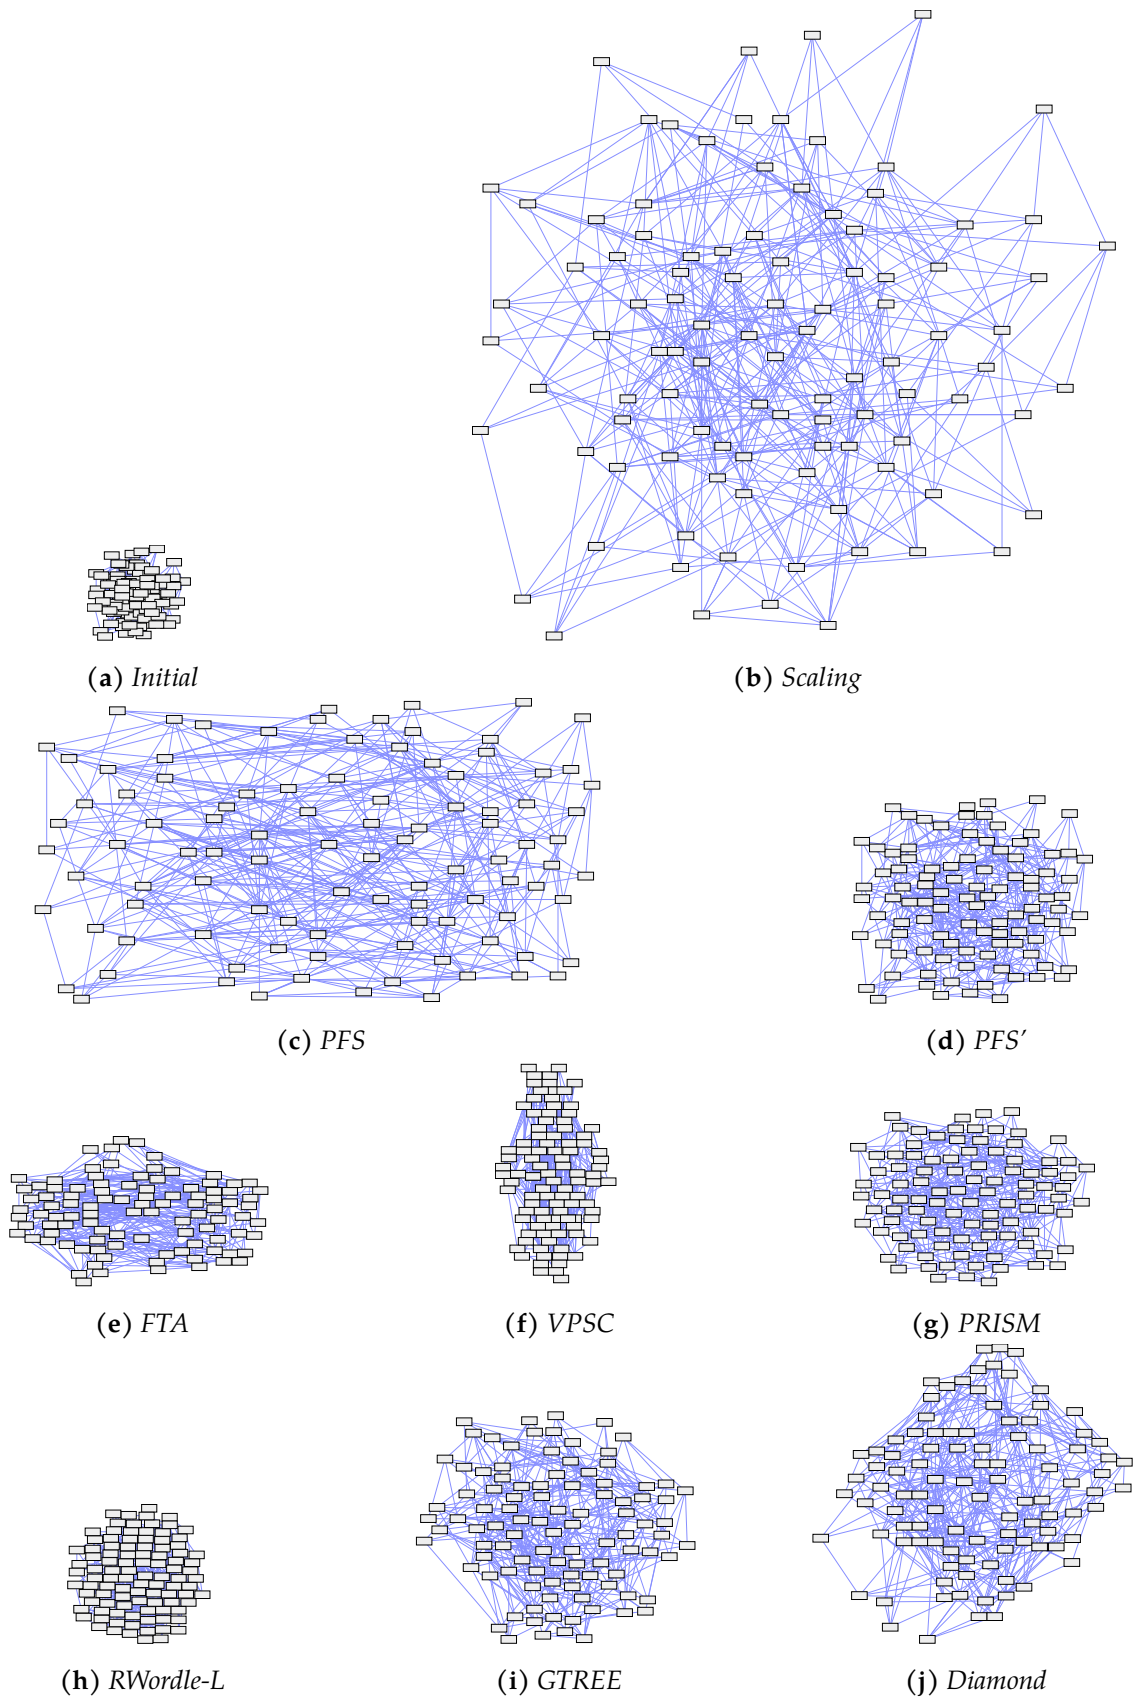 (a) Initial
(b) Scaling
(c) PFS
(d) PFS′
(e) FTA
(f) VPSC
(g) PRISM
(h) RWordle-L
(i) GTREE
(j) Diamond